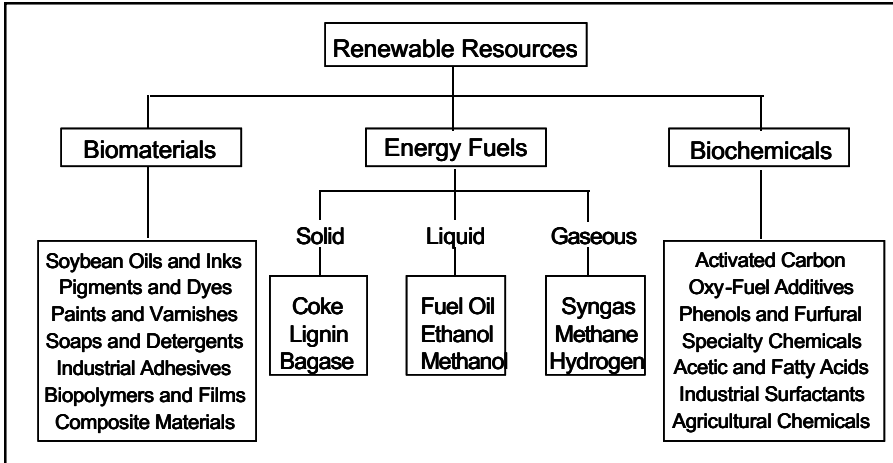 Renewable Resources
Biomaterials
Energy Fuels
Biochemicals
Solid
Liquid
Gaseous
Soybean Oils and Inks
Pigments and Dyes
Paints and Varnishes
Soaps and Detergents
Industrial Adhesives
Biopolymers and Films
Composite Materials
Coke
Lignin
Bagase
Fuel Oil
Ethanol
Methanol
Syngas
Methane
Hydrogen
Activated Carbon
Oxy-Fuel Additives
Phenols and Furfural
Specialty Chemicals
Acetic and Fatty Acids
Industrial Surfactants
Agricultural Chemicals